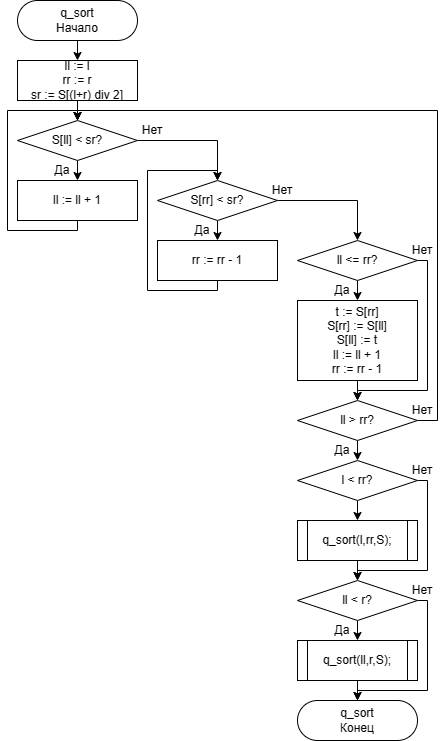 q_sort
Начало
ll := l
rr := r
sr := S[(l+r) div 2]
S[ll] < sr?
Нет
Да
ll := ll + 1
S[rr] < sr?
Нет
Да
rr := rr - 1
ll <= rr?
Нет
Да
t := S[rr]
S[rr] := S[ll]
S[ll] := t
ll := ll + 1
rr := rr - 1
ll > rr?
Нет
Да
l < rr?
Нет
Да
q_sort(l,rr,S);
ll < r?
Нет
Да
q_sort(ll,r,S);
q_sort
Конец